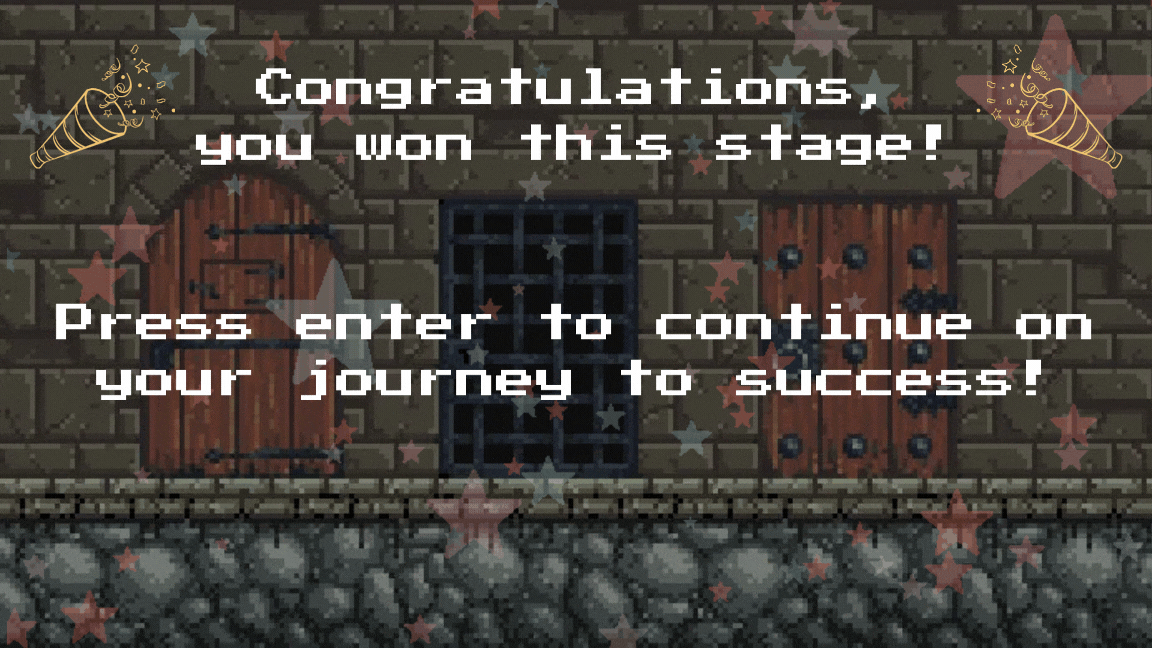 Congratulations,
you won this stage!
Press enter to continue on
your journey to success!